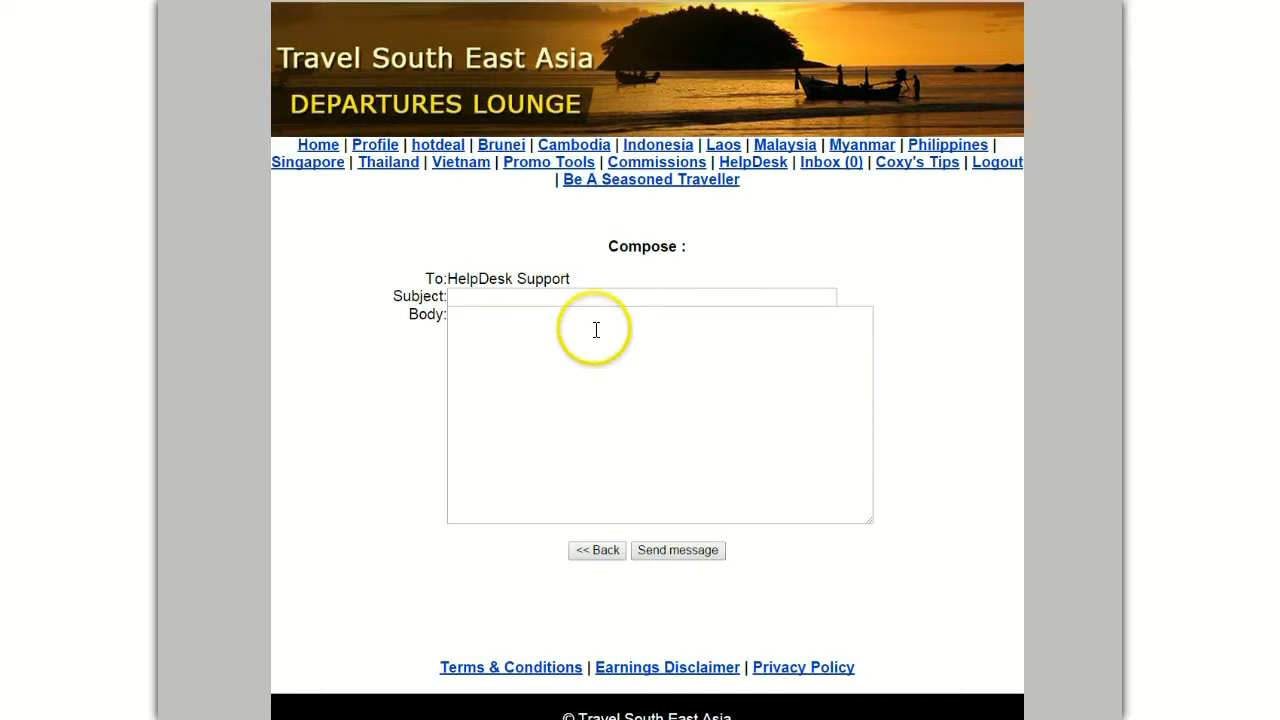 Travel South East Asia
DEPARTURES LOUNGE
Home | Profile | hotdeal | Brunei | Cambodia | Indonesia | Laos | Malaysia | Myanmar | Philippines |
Singapore | Thailand | Vietnam | Promo Tools | Commissions | HelpDesk | Inbox (0) | Coxy's Tips | Logout
| Be A Seasoned Traveller
Compose :
To:HelpDesk Support
Subject:
Body:
<< Back Send message
Terms & Conditions | Earnings Disclaimer | Privacy Policy
© Travel South East Asia